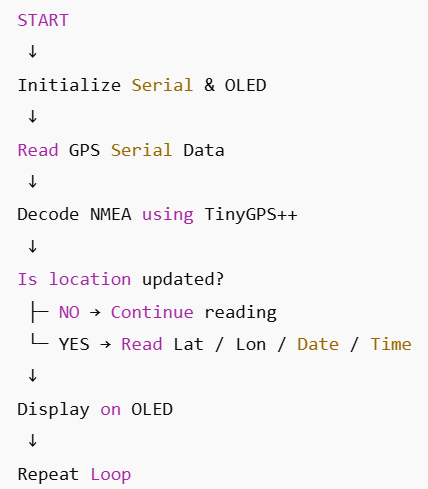 START
↓
Initialize Serial & OLED
↓
Read GPS Serial Data
↓
Decode NMEA using TinyGPS++
↓
Is location updated?
├─ NO → Continue reading
└─ YES → Read Lat / Lon / Date / Time
↓
Display on OLED
↓
Repeat Loop